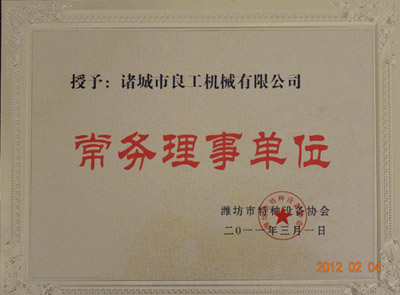 授予：诸城市良工机械有限公司
常务理事单位
潍坊市特种设备协会
二〇一一年三月一日
2012 02 04